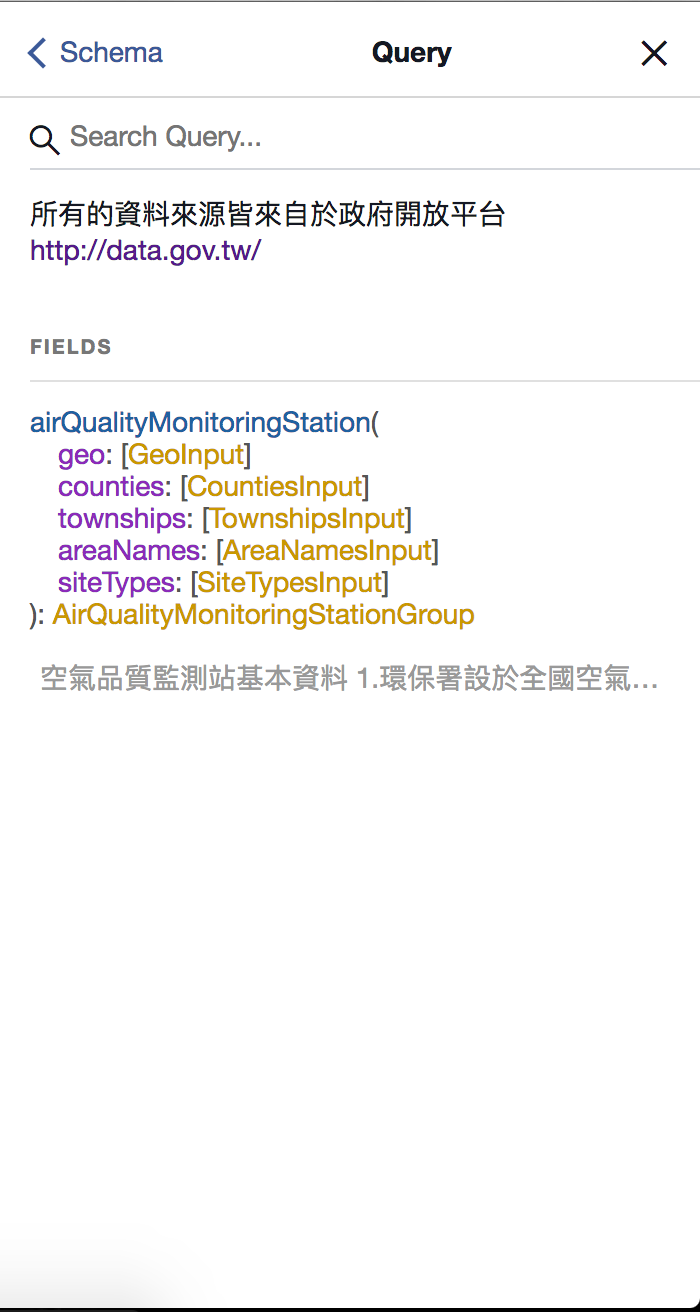 Schema
Query
Search Query...
所有的資料來源皆來自於政府開放平台
http://data.gov.tw/
FIELDS
airQualityMonitoringStation(
geo: [GeoInput]
counties: [CountiesInput]
townships: [TownshipsInput]
areaNames: [AreaNamesInput]
siteTypes: [SiteTypesInput]
): AirQualityMonitoringStationGroup
空氣品質監測站基本資料 1.環保署設於全國空氣…